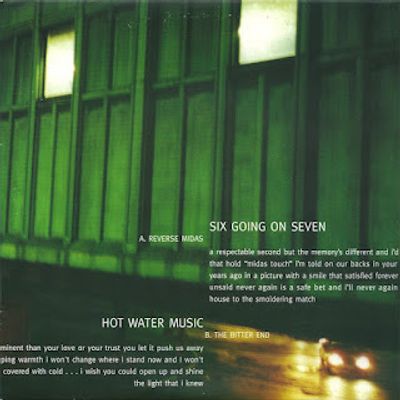 SIX GOING ON SEVEN
A. REVERSE MIDAS
a respectable second but the memory's different and i'd
that hold "midas touch" I'm told on our backs in your
years ago in a picture with a smile that satisfied forever
unsaid never again is a safe bet and i'll never again
house to the smoldering match
HOT WATER MUSIC
B. THE BITTER END
minent than your love or your trust you let it push us away
ping warmth I won't change where i stand now and I won't
covered with cold . . . i wish you could open up and shine
the light that i knew